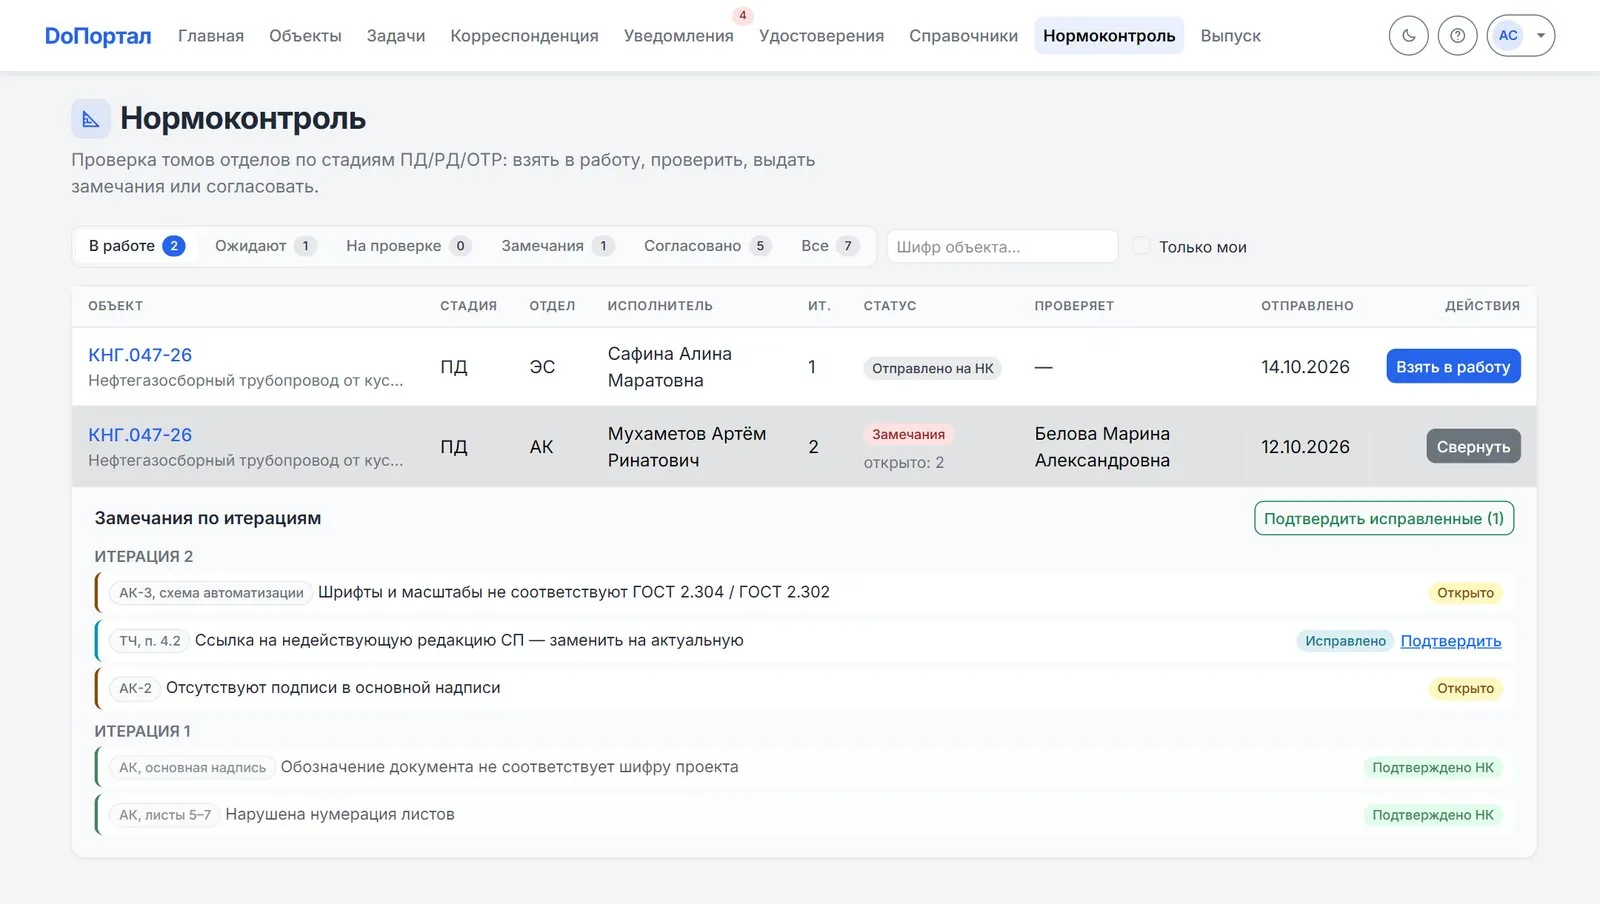 DoПортал Главная Объекты Задачи Корреспонденция Уведомления 4 Удостоверения Справочники Нормоконтроль Выпуск АС
Нормоконтроль
Проверка томов отделов по стадиям ПД/РД/ОТР: взять в работу, проверить, выдать
замечания или согласовать.
В работе 2 Ожидают 1 На проверке 0 Замечания 1 Согласовано 5 Все 7 Шифр объекта... Только мои
ОБЪЕКТ СТАДИЯ ОТДЕЛ ИСПОЛНИТЕЛЬ ИТ. СТАТУС ПРОВЕРЯЕТ ОТПРАВЛЕНО ДЕЙСТВИЯ
КНГ.047-26
Нефтегазосборный трубопровод от кус...
ПД
ЭС
Сафина Алина
Маратовна
1
Отправлено на НК
—
14.10.2026
Взять в работу
КНГ.047-26
Нефтегазосборный трубопровод от кус...
ПД
АК
Мухаметов Артём
Ринатович
2
Замечания
открыто: 2
Белова Марина
Александровна
12.10.2026
Свернуть
Замечания по итерациям Подтвердить исправленные (1)
ИТЕРАЦИЯ 2
АК-3, схема автоматизации Шрифты и масштабы не соответствуют ГОСТ 2.304 / ГОСТ 2.302 Открыто
ТЧ, п. 4.2 Ссылка на недействующую редакцию СП — заменить на актуальную Исправлено Подтвердить
АК-2 Отсутствуют подписи в основной надписи Открыто
ИТЕРАЦИЯ 1
АК, основная надпись Обозначение документа не соответствует шифру проекта Подтверждено НК
АК, листы 5–7 Нарушена нумерация листов Подтверждено НК